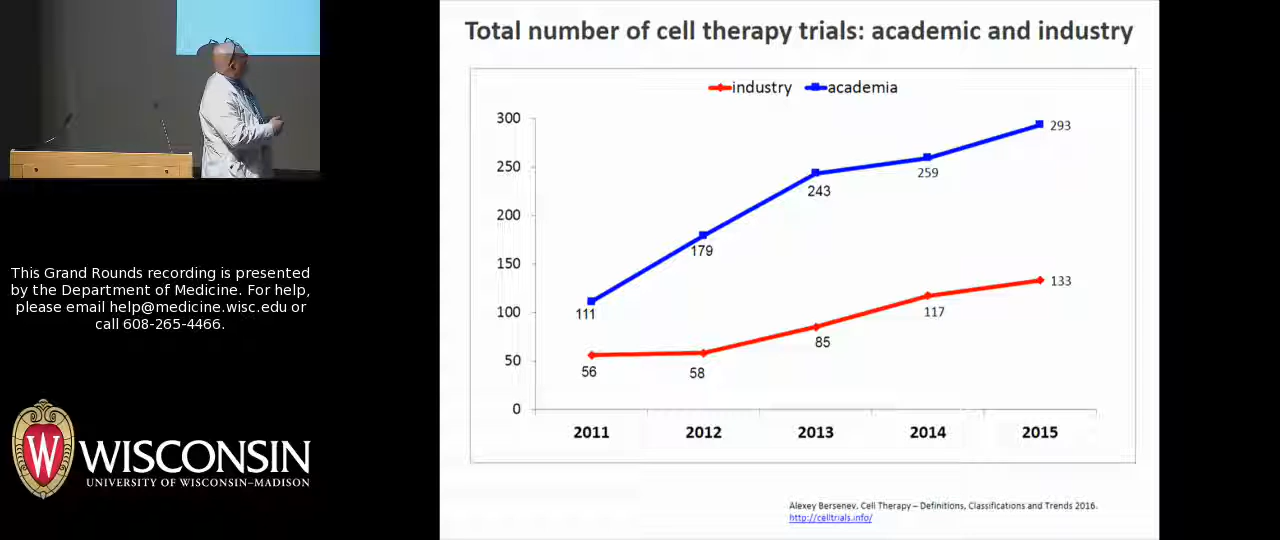 Total number of cell therapy trials: academic and industry
industry academia
300
250
200
150
100
50
0
293
259
243
179
111
133
117
85
58
56
2011 2012 2013 2014 2015
Alexey Bersenev. Cell Therapy – Definitions, Classifications and Trends 2016.
http://celltrials.info/
This Grand Rounds recording is presented
by the Department of Medicine. For help,
please email help@medicine.wisc.edu or
call 608-265-4466.
W
WISCONSIN
UNIVERSITY OF WISCONSIN–MADISON